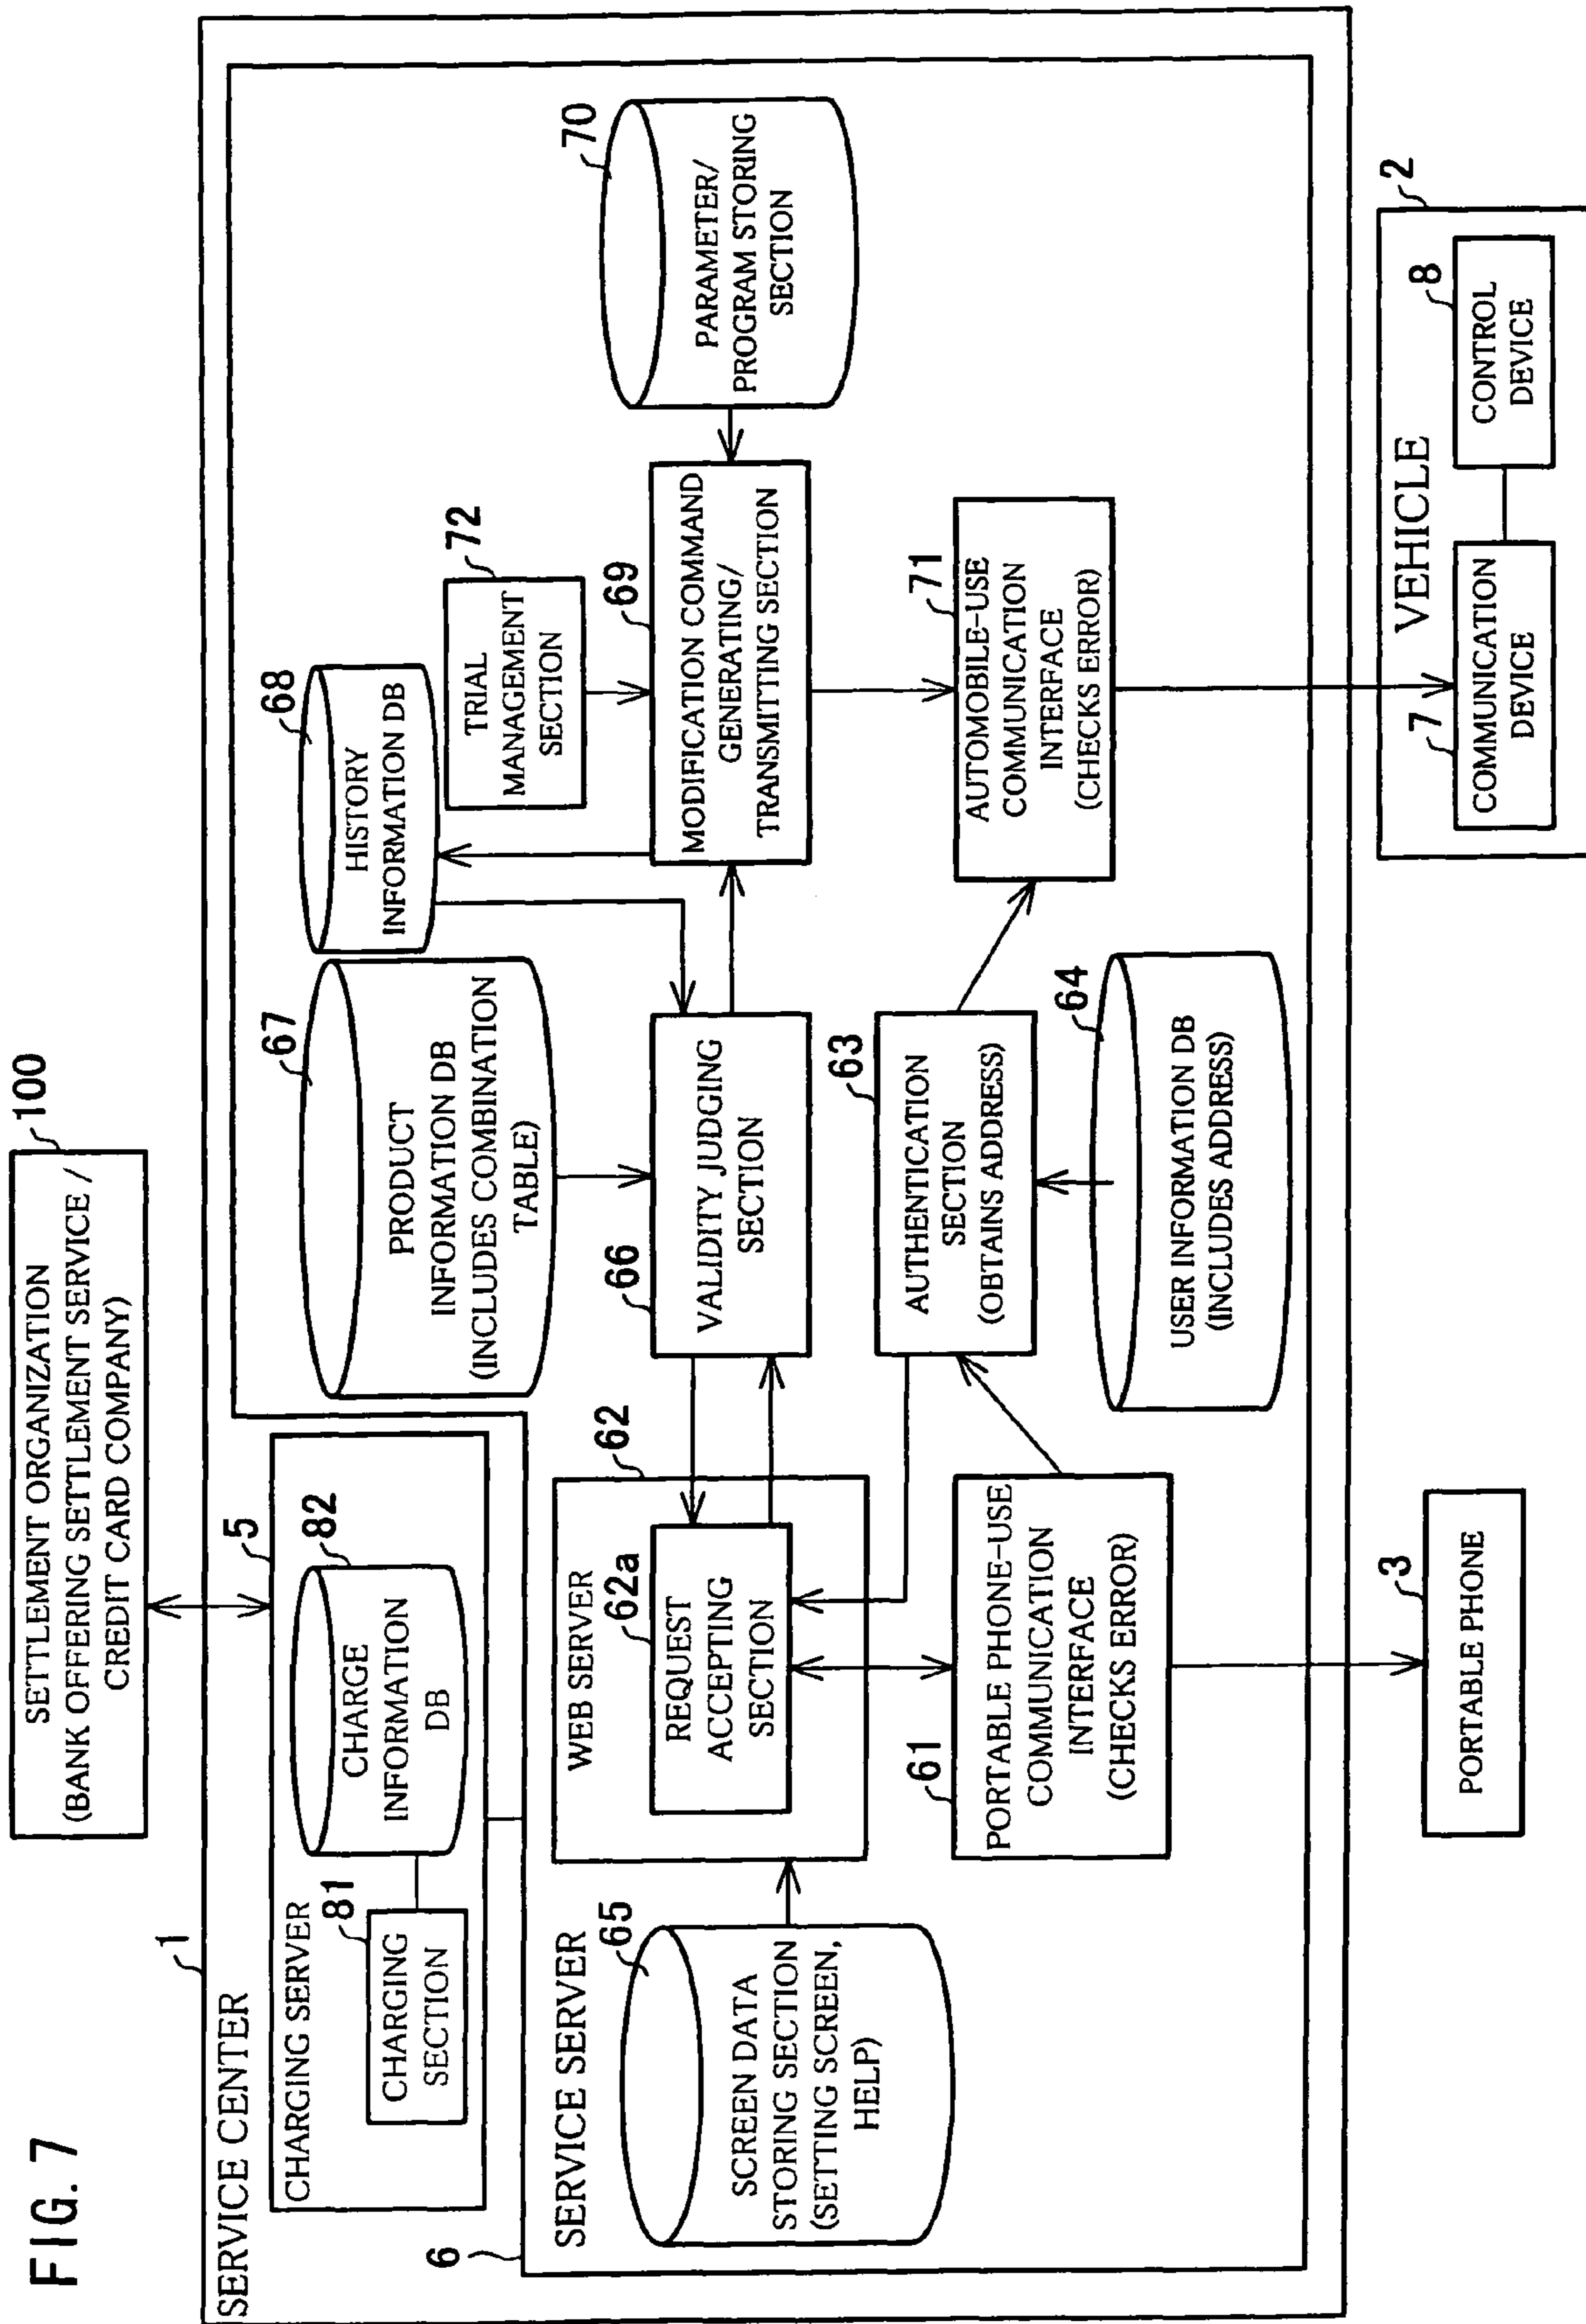 FIG. 7
SETTLEMENT ORGANIZATION
(BANK OFFERING SETTLEMENT SERVICE /
CREDIT CARD COMPANY)
100
1
SERVICE CENTER
5
CHARGING SERVER
81
CHARGING
SECTION
82
CHARGE
INFORMATION
DB
6
SERVICE SERVER
65
SCREEN DATA
STORING SECTION
(SETTING SCREEN,
HELP)
62
WEB SERVER
62a
REQUEST
ACCEPTING
SECTION
61
PORTABLE PHONE-USE
COMMUNICATION
INTERFACE
(CHECKS ERROR)
67
PRODUCT
INFORMATION DB
(INCLUDES COMBINATION
TABLE)
66
VALIDITY JUDGING
SECTION
63
AUTHENTICATION
SECTION
(OBTAINS ADDRESS)
64
USER INFORMATION DB
(INCLUDES ADDRESS)
68
HISTORY
INFORMATION DB
72
TRIAL
MANAGEMENT
SECTION
69
MODIFICATION COMMAND
GENERATING/
TRANSMITTING SECTION
70
PARAMETER/
PROGRAM STORING
SECTION
71
AUTOMOBILE-USE
COMMUNICATION
INTERFACE
(CHECKS ERROR)
3
PORTABLE PHONE
2
VEHICLE
7
COMMUNICATION
DEVICE
8
CONTROL
DEVICE